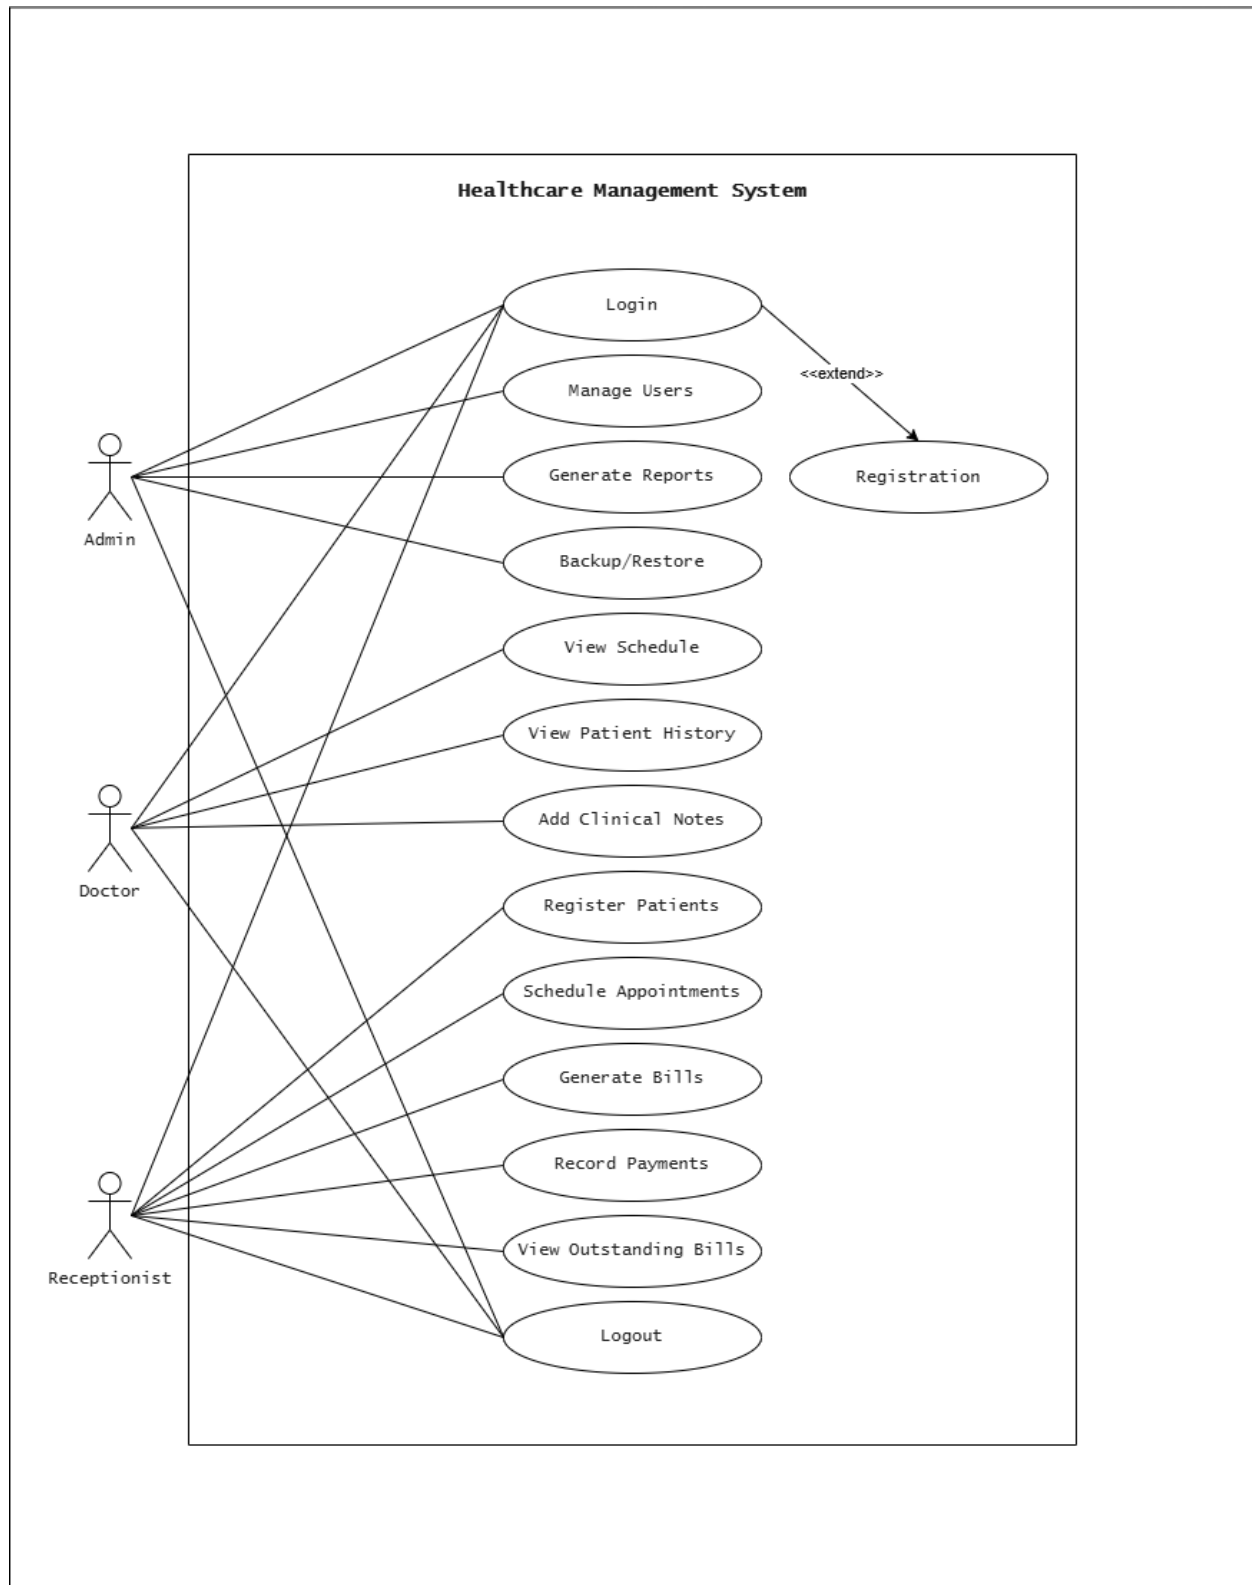 Healthcare Management System
Login
<<extend>>
Manage Users
Admin
Generate Reports
Registration
Backup/Restore
View Schedule
View Patient History
Doctor
Add Clinical Notes
Register Patients
Schedule Appointments
Generate Bills
Record Payments
Receptionist
View Outstanding Bills
Logout